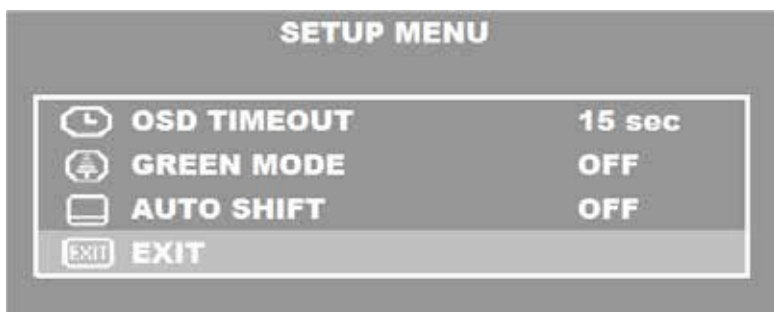 SETUP MENU
OSD TIMEOUT 15 sec
GREEN MODE OFF
AUTO SHIFT OFF
EXIT EXIT